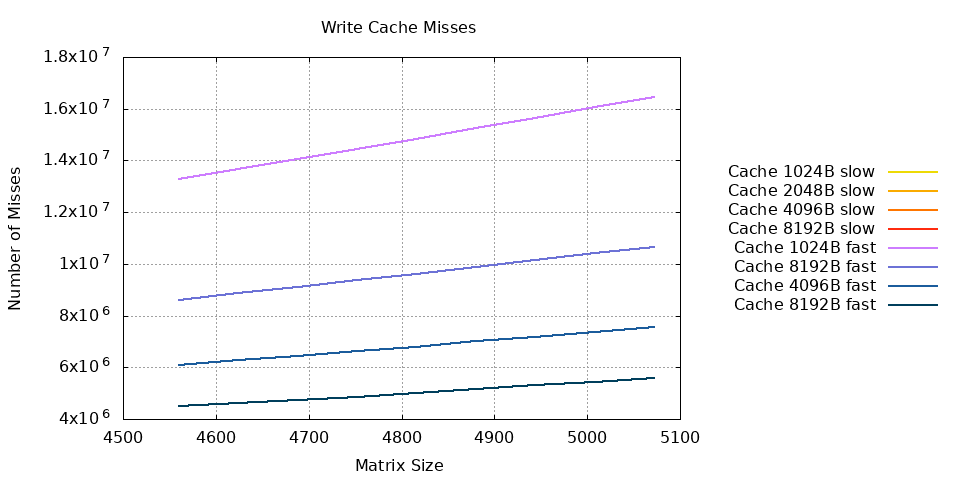 Write Cache Misses
1.8x10^7
1.6x10^7
1.4x10^7
1.2x10^7
1x10^7
8x10^6
6x10^6
4x10^6
Number of Misses
4500 4600 4700 4800 4900 5000 5100
Matrix Size
Cache 1024B slow
Cache 2048B slow
Cache 4096B slow
Cache 8192B slow
Cache 1024B fast
Cache 8192B fast
Cache 4096B fast
Cache 8192B fast